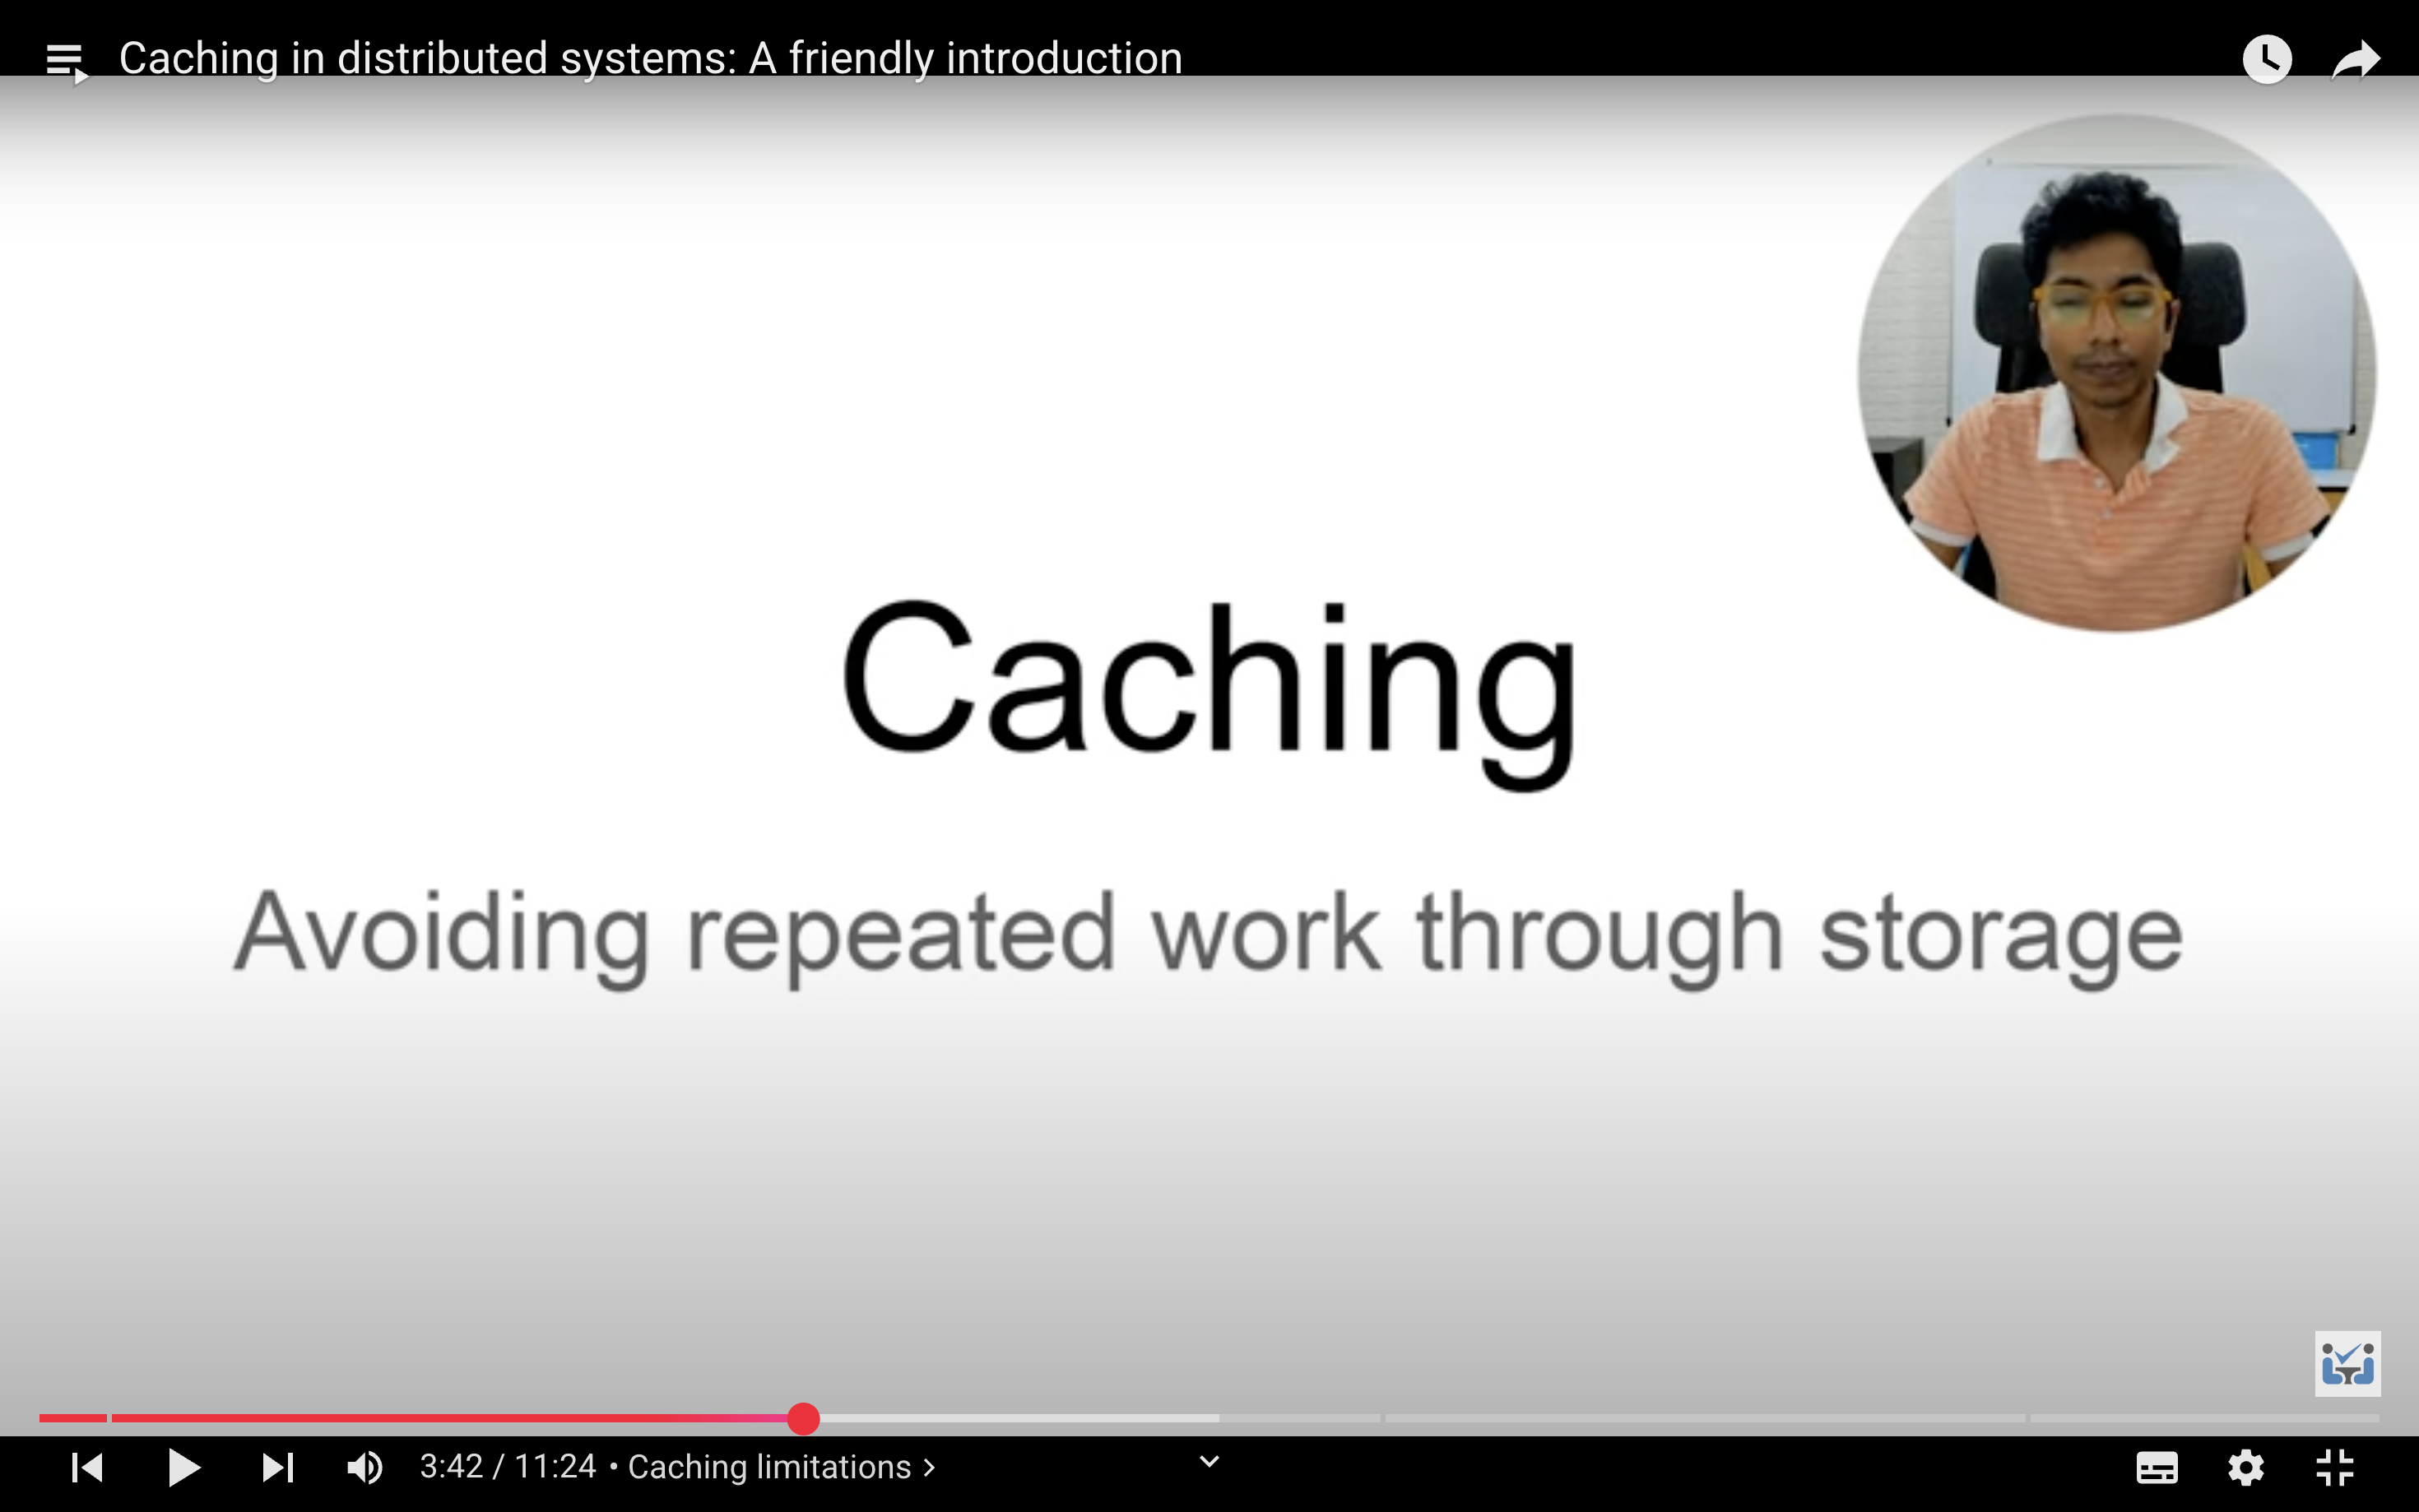 Caching in distributed systems: A friendly introduction
Caching
Avoiding repeated work through storage
3:42 / 11:24 • Caching limitations >